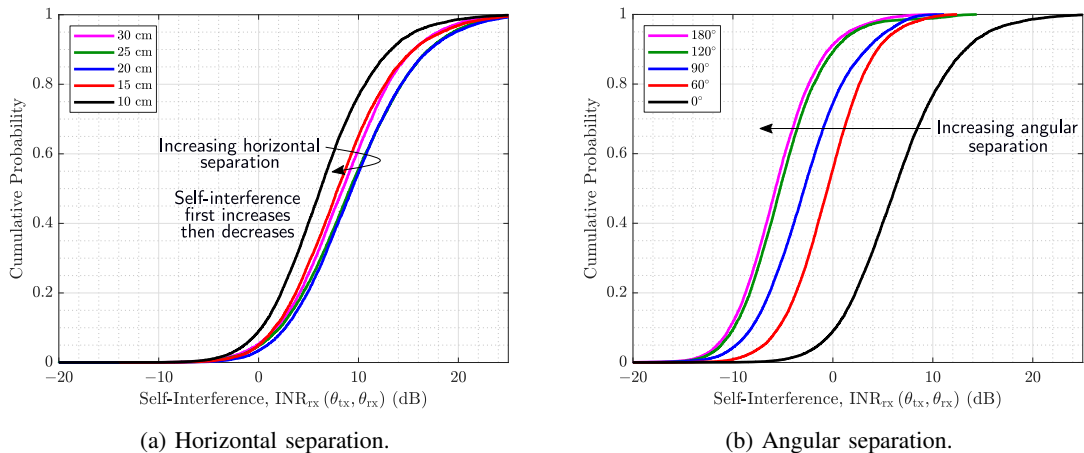 1
0.8
0.6
0.4
0.2
0
Cumulative Probability
30 cm
25 cm
20 cm
15 cm
10 cm
Increasing horizontal
separation
Self-interference
first increases
then decreases
−20 −10 0 10 20
Self-Interference, INR_rx (θ_tx, θ_rx) (dB)
(a) Horizontal separation.
1
0.8
0.6
0.4
0.2
0
Cumulative Probability
180°
120°
90°
60°
0°
Increasing angular
separation
−20 −10 0 10 20
Self-Interference, INR_rx (θ_tx, θ_rx) (dB)
(b) Angular separation.